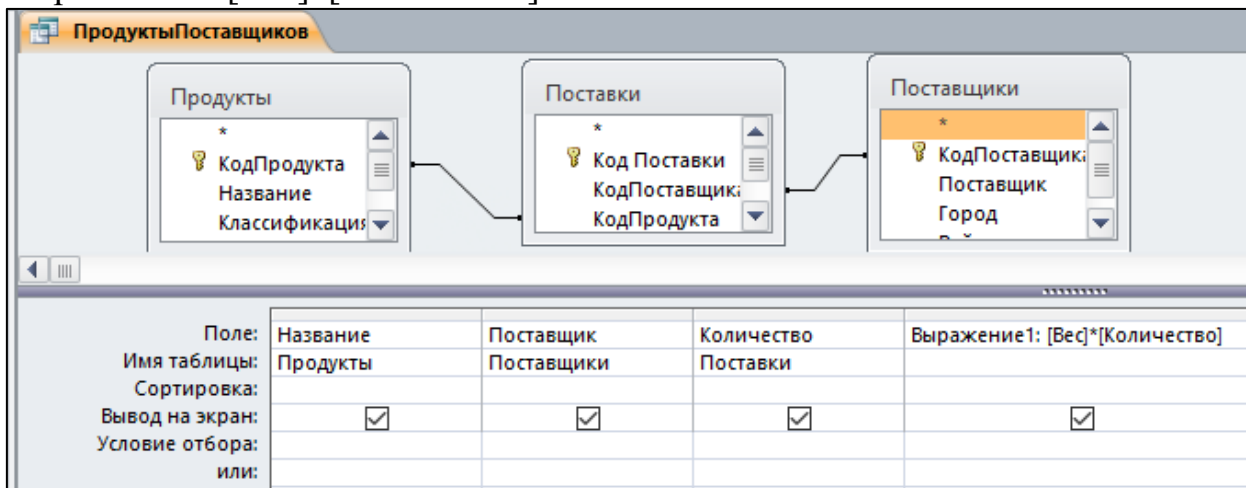 ПродуктыПоставщиков
Продукты
*
КодПродукта
Название
Классификация
Поставки
*
Код Поставки
КодПоставщика
КодПродукта
Поставщики
*
КодПоставщика
Поставщик
Город
Поле: Название Поставщик Количество Выражение1: [Вес]*[Количество]
Имя таблицы: Продукты Поставщики Поставки
Сортировка:
Вывод на экран:
Условие отбора:
или: